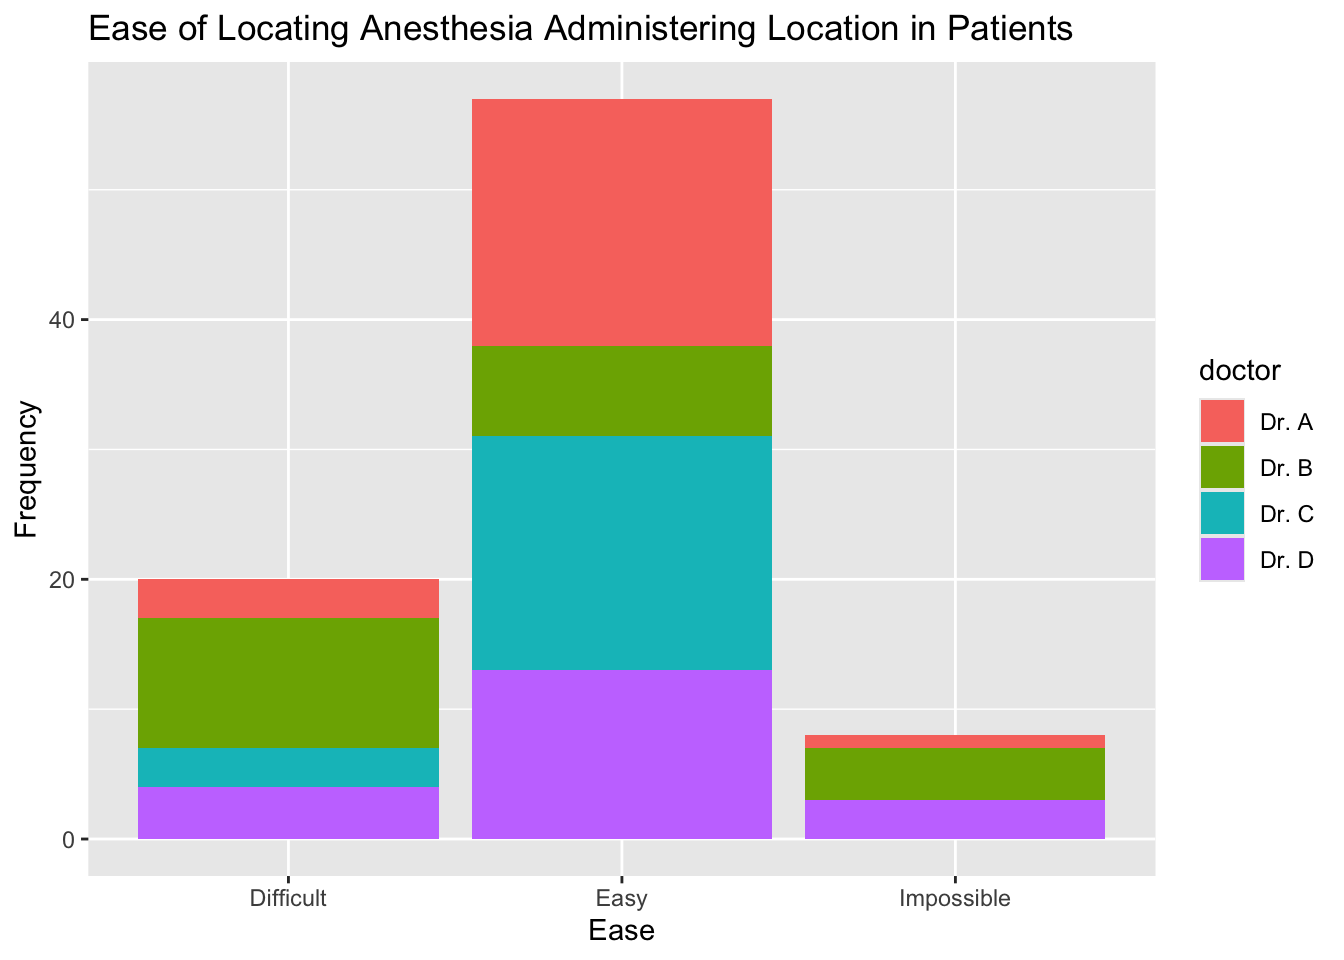 Ease of Locating Anesthesia Administering Location in Patients
Frequency
40
20
0
Difficult
Easy
Impossible
Ease
doctor
Dr. A
Dr. B
Dr. C
Dr. D